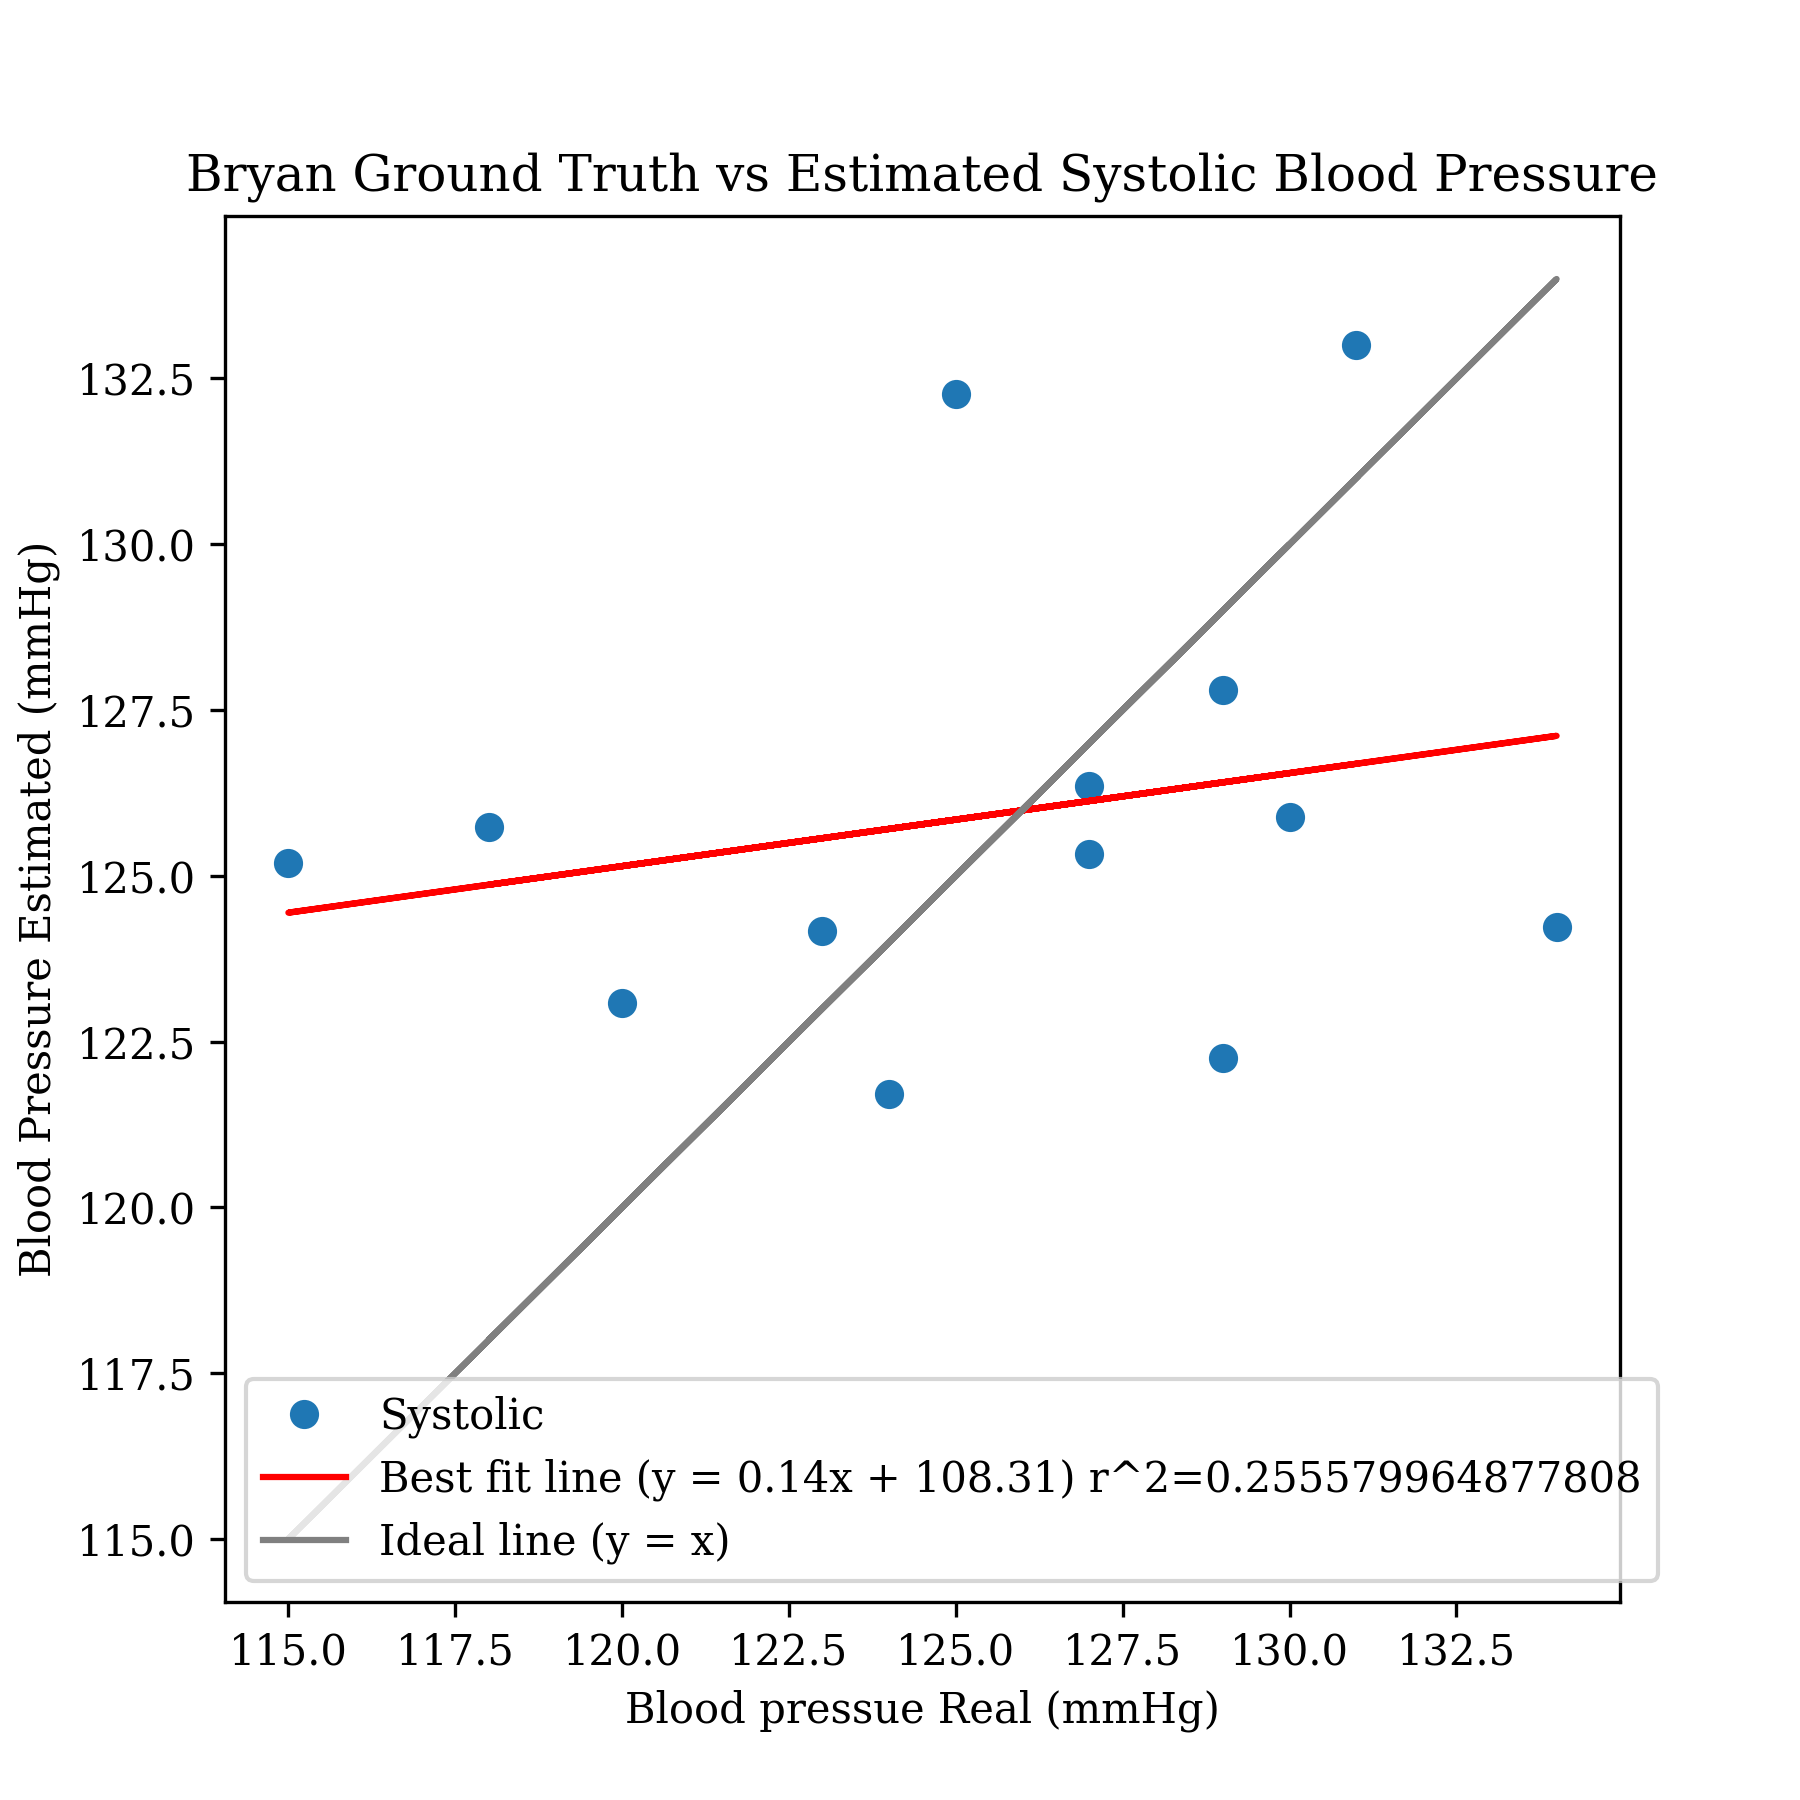 Bryan Ground Truth vs Estimated Systolic Blood Pressure
Blood Pressure Estimated (mmHg)
132.5
130.0
127.5
125.0
122.5
120.0
117.5
115.0
Systolic
Best fit line (y = 0.14x + 108.31) r^2=0.255579964877808
Ideal line (y = x)
115.0 117.5 120.0 122.5 125.0 127.5 130.0 132.5
Blood pressue Real (mmHg)